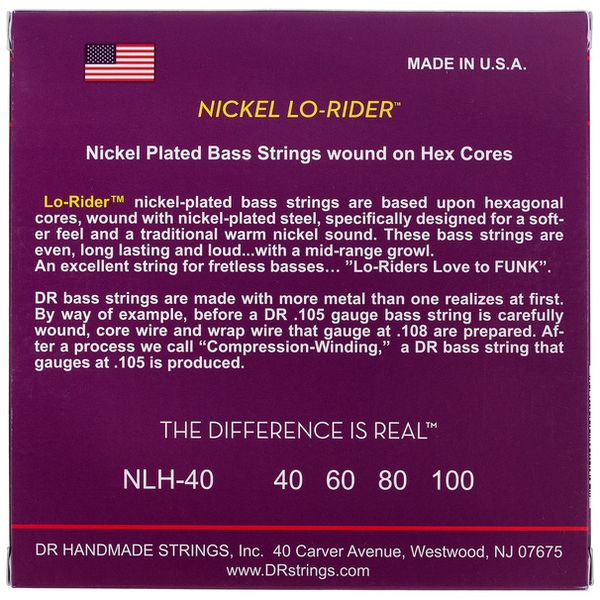 MADE IN U.S.A.
NICKEL LO-RIDER™
Nickel Plated Bass Strings wound on Hex Cores
Lo-Rider™ nickel-plated bass strings are based upon hexagonal
cores, wound with nickel-plated steel, specifically designed for a soft-
er feel and a traditional warm nickel sound. These bass strings are
even, long lasting and loud...with a mid-range growl.
An excellent string for fretless basses... "Lo-Riders Love to FUNK".
DR bass strings are made with more metal than one realizes at first.
By way of example, before a DR .105 gauge bass string is carefully
wound, core wire and wrap wire that gauge at .108 are prepared. Af-
ter a process we call "Compression-Winding," a DR bass string that
gauges at .105 is produced.
THE DIFFERENCE IS REAL™
NLH-40 40 60 80 100
DR HANDMADE STRINGS, Inc. 40 Carver Avenue, Westwood, NJ 07675
www.DRstrings.com